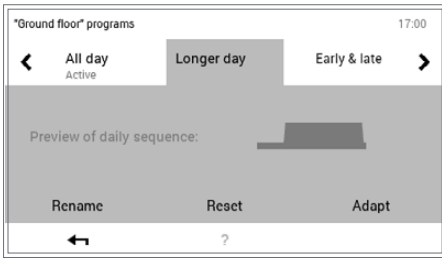 "Ground floor" programs 17:00
All day Longer day Early & late
Active
Preview of daily sequence:
Rename Reset Adapt
?